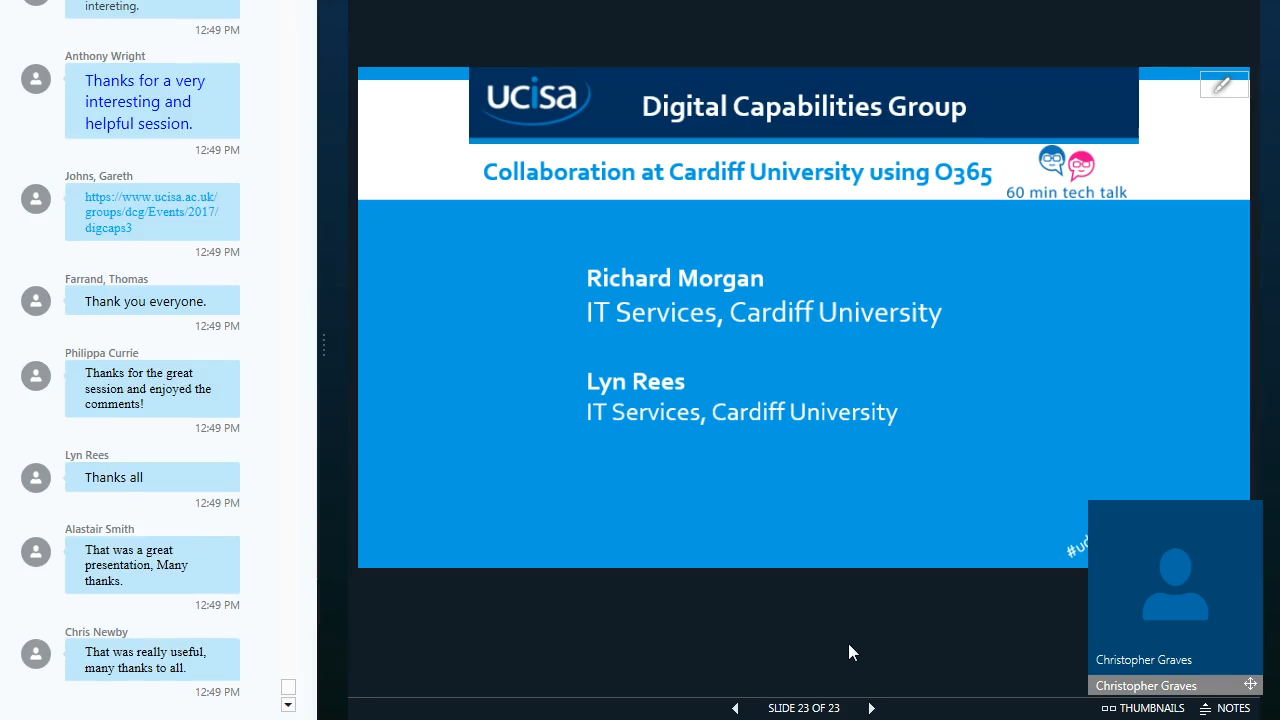 intereting.
12:49 PM
Anthony Wright
Thanks for a very
interesting and
helpful session.
12:49 PM
Johns, Gareth
https://www.ucisa.ac.uk/
groups/dcg/Events/2017/
digcaps3
12:49 PM
Farrand, Thomas
Thank you everyone.
12:49 PM
Philippa Currie
Thanks for the great
session and enjoyed the
comments!
12:49 PM
Lyn Rees
Thanks all
12:49 PM
Alastair Smith
That was a great
presentation, Many
thanks.
12:49 PM
Chris Newby
That was really useful,
many thanks to all.
12:49 PM
ucisa
Digital Capabilities Group
Collaboration at Cardiff University using O365
60 min tech talk
Richard Morgan
IT Services, Cardiff University
Lyn Rees
IT Services, Cardiff University
Christopher Graves
Christopher Graves
SLIDE 23 OF 23
THUMBNAILS
NOTES